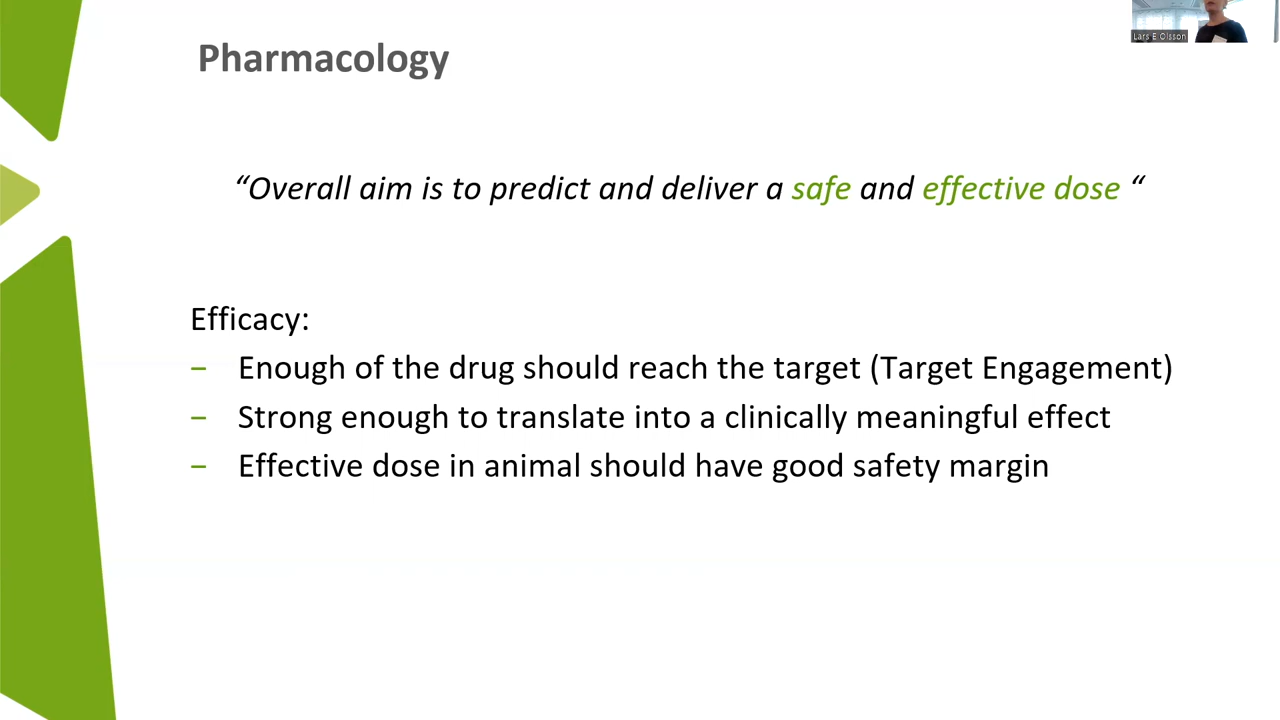 Pharmacology
Lars E Olsson
“Overall aim is to predict and deliver a safe and effective dose “
Efficacy:
– Enough of the drug should reach the target (Target Engagement)
– Strong enough to translate into a clinically meaningful effect
– Effective dose in animal should have good safety margin